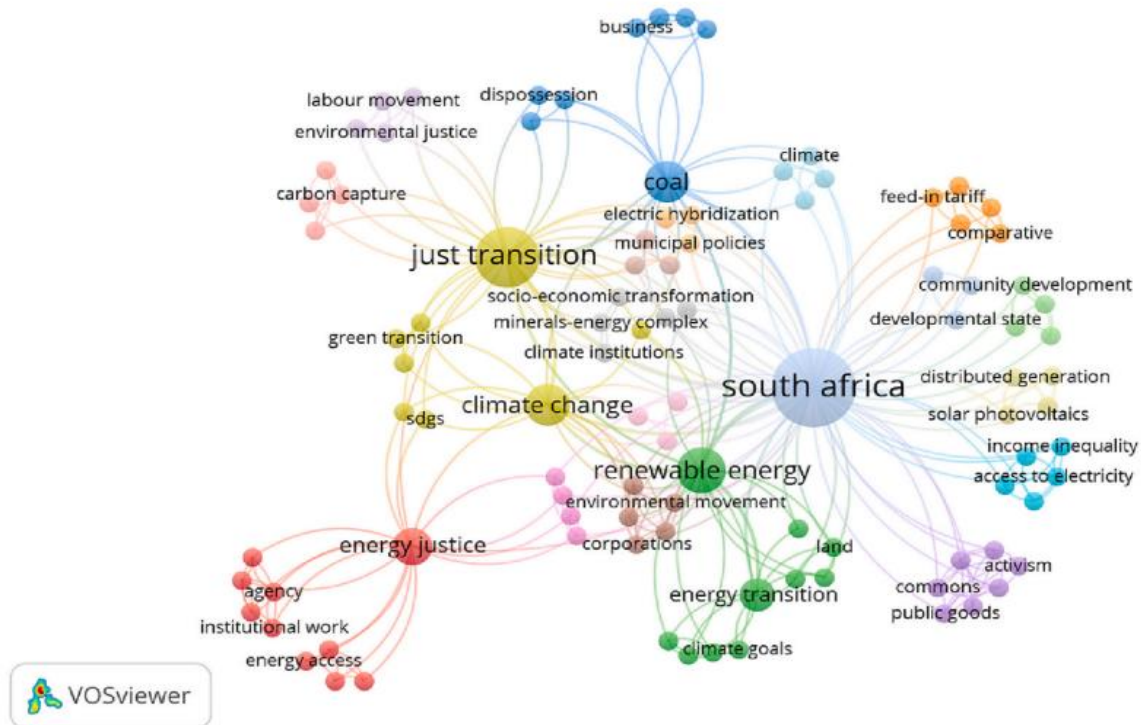 business
dispossession
labour movement
environmental justice
climate
coal
carbon capture
feed-in tariff
electric hybridization
comparative
municipal policies
just transition
community development
socio-economic transformation
developmental state
minerals-energy complex
green transition
climate institutions
distributed generation
south africa
climate change
solar photovoltaics
sdgs
income inequality
renewable energy
access to electricity
environmental movement
energy justice
corporations
land
activism
commons
agency
energy transition
public goods
institutional work
climate goals
energy access
VOSviewer